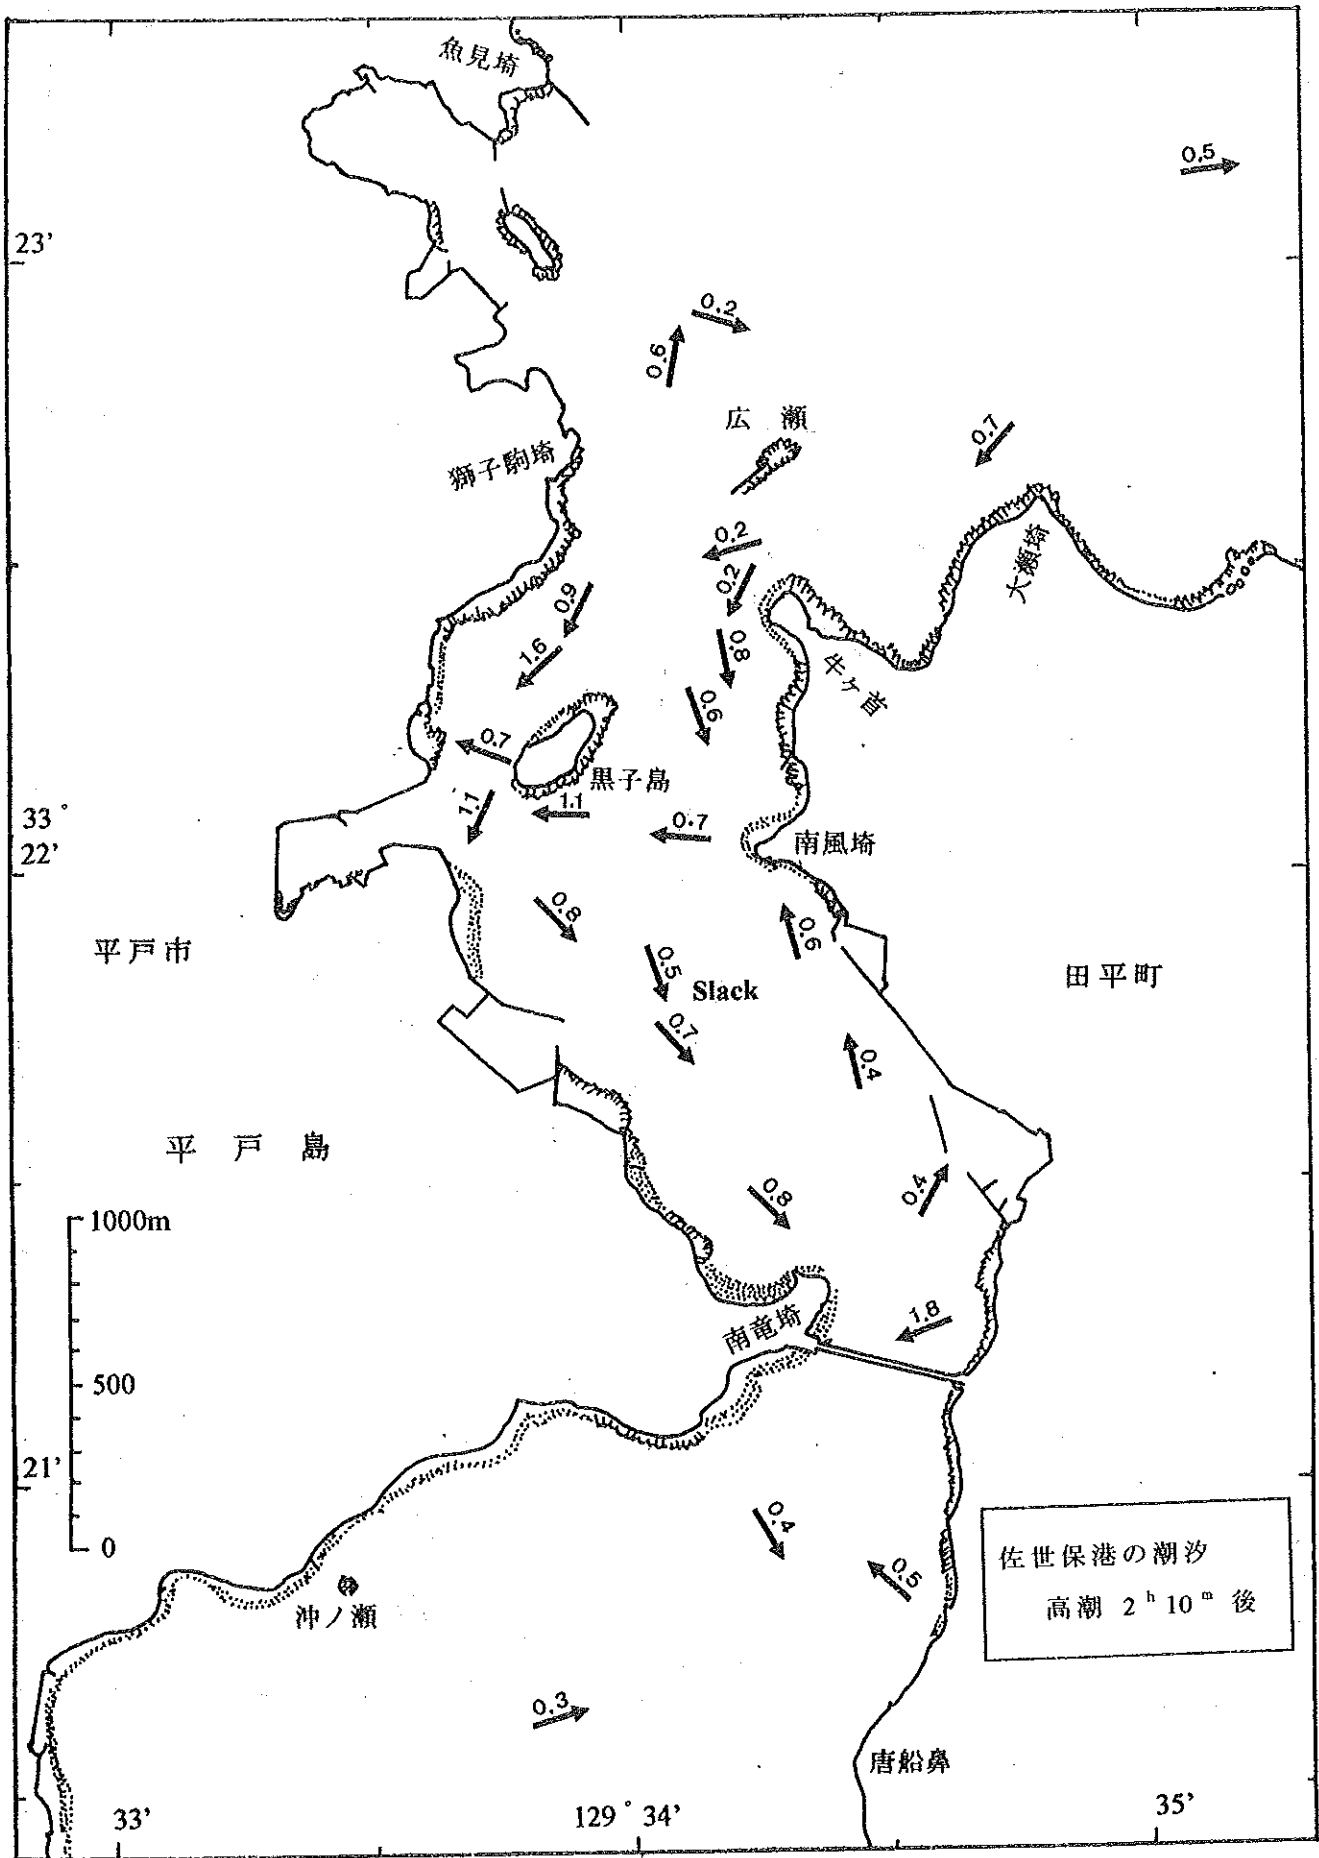 魚見埼
0.5
23'
0.2
0.6
広 瀬
0.7
獅子駒埼
大瀬埼
0.2
0.2
0.9
0.8
1.6
牛ケ首
0.6
0.7
黒子島
1.1
1.1
0.7
33°
22'
南風埼
0.8
0.6
平戸市
0.5
Slack
田平町
0.7
0.4
平 戸 島
0.4
0.8
1000m
1.8
南竜埼
500
21'
0.4
0
佐世保港の潮汐
高潮 2h 10m 後
0.5
沖ノ瀬
0.3
唐船鼻
33'
129° 34'
35'